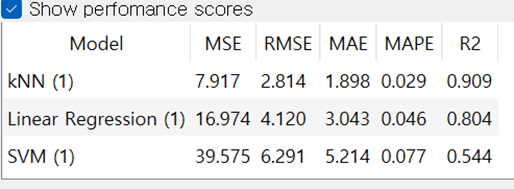 Show perfomance scores
Model MSE RMSE MAE MAPE R2
kNN (1) 7.917 2.814 1.898 0.029 0.909
Linear Regression (1) 16.974 4.120 3.043 0.046 0.804
SVM (1) 39.575 6.291 5.214 0.077 0.544